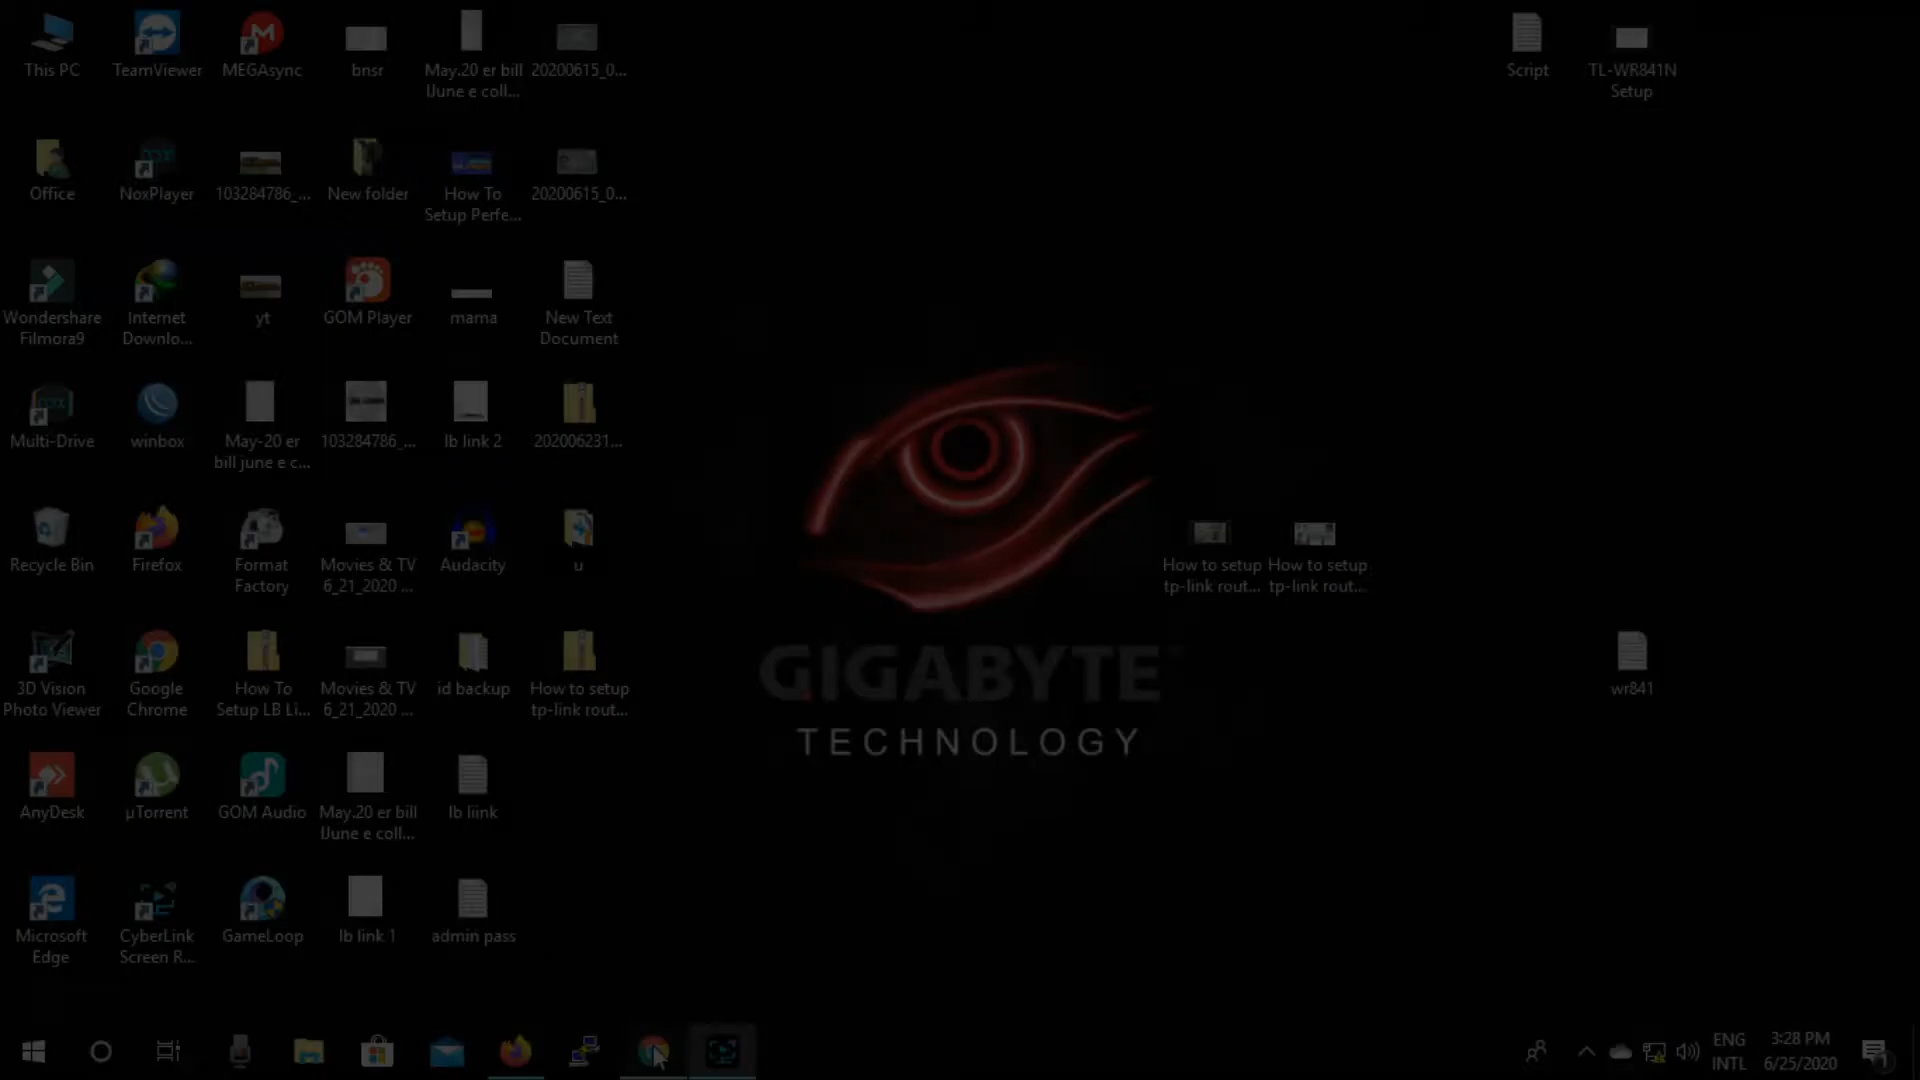 This PC
TeamViewer
MEGAsync
bnsr
May.20 er bill
IJune e coll...
20200615_0...
Script
TL-WR841N
Setup
Office
NoxPlayer
103284786_...
New folder
How To
Setup Perfe...
20200615_0...
Wondershare
Filmora9
Internet
Downlo...
yt
GOM Player
mama
New Text
Document
Multi-Drive
winbox
May-20 er
bill june e c...
103284786_...
lb link 2
202006231...
Recycle Bin
Firefox
Format
Factory
Movies & TV
6_21_2020 ...
Audacity
u
How to setup
tp-link rout...
How to setup
tp-link rout...
3D Vision
Photo Viewer
Google
Chrome
How To
Setup LB Li...
Movies & TV
6_21_2020 ...
id backup
How to setup
tp-link rout...
GIGABYTE
TECHNOLOGY
wr841
AnyDesk
µTorrent
GOM Audio
May.20 er bill
IJune e coll...
lb liink
Microsoft
Edge
CyberLink
Screen R...
GameLoop
lb link 1
admin pass
ENG
INTL
3:28 PM
6/25/2020
1